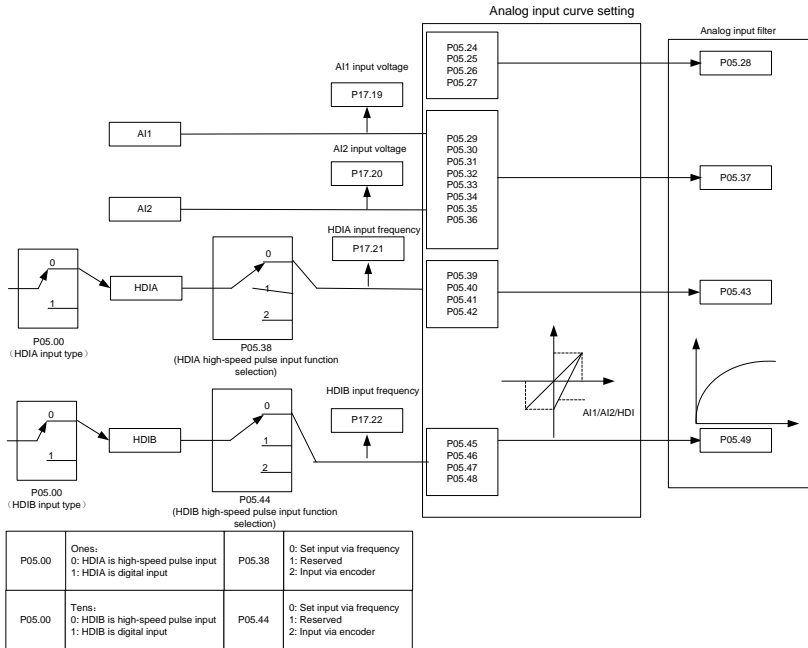 Analog input curve setting
Analog input filter
P05.24
P05.25
P05.26
P05.27
P05.28
AI1 input voltage
P17.19
AI1
AI2 input voltage
P17.20
AI2
P05.29
P05.30
P05.31
P05.32
P05.33
P05.34
P05.35
P05.36
P05.37
HDIA input frequency
P17.21
0
1
P05.00
（HDIA input type）
HDIA
0
1
2
P05.38
(HDIA high-speed pulse input function
selection)
P05.39
P05.40
P05.41
P05.42
P05.43
AI1/AI2/HDI
HDIB input frequency
P17.22
0
1
P05.00
（HDIB input type）
HDIB
0
1
2
P05.44
(HDIB high-speed pulse input function
selection)
P05.45
P05.46
P05.47
P05.48
P05.49
P05.00
Ones：
0: HDIA is high-speed pulse input
1: HDIA is digital input
P05.38
0: Set input via frequency
1: Reserved
2: Input via encoder
P05.00
Tens：
0: HDIB is high-speed pulse input
1: HDIB is digital input
P05.44
0: Set input via frequency
1: Reserved
2: Input via encoder